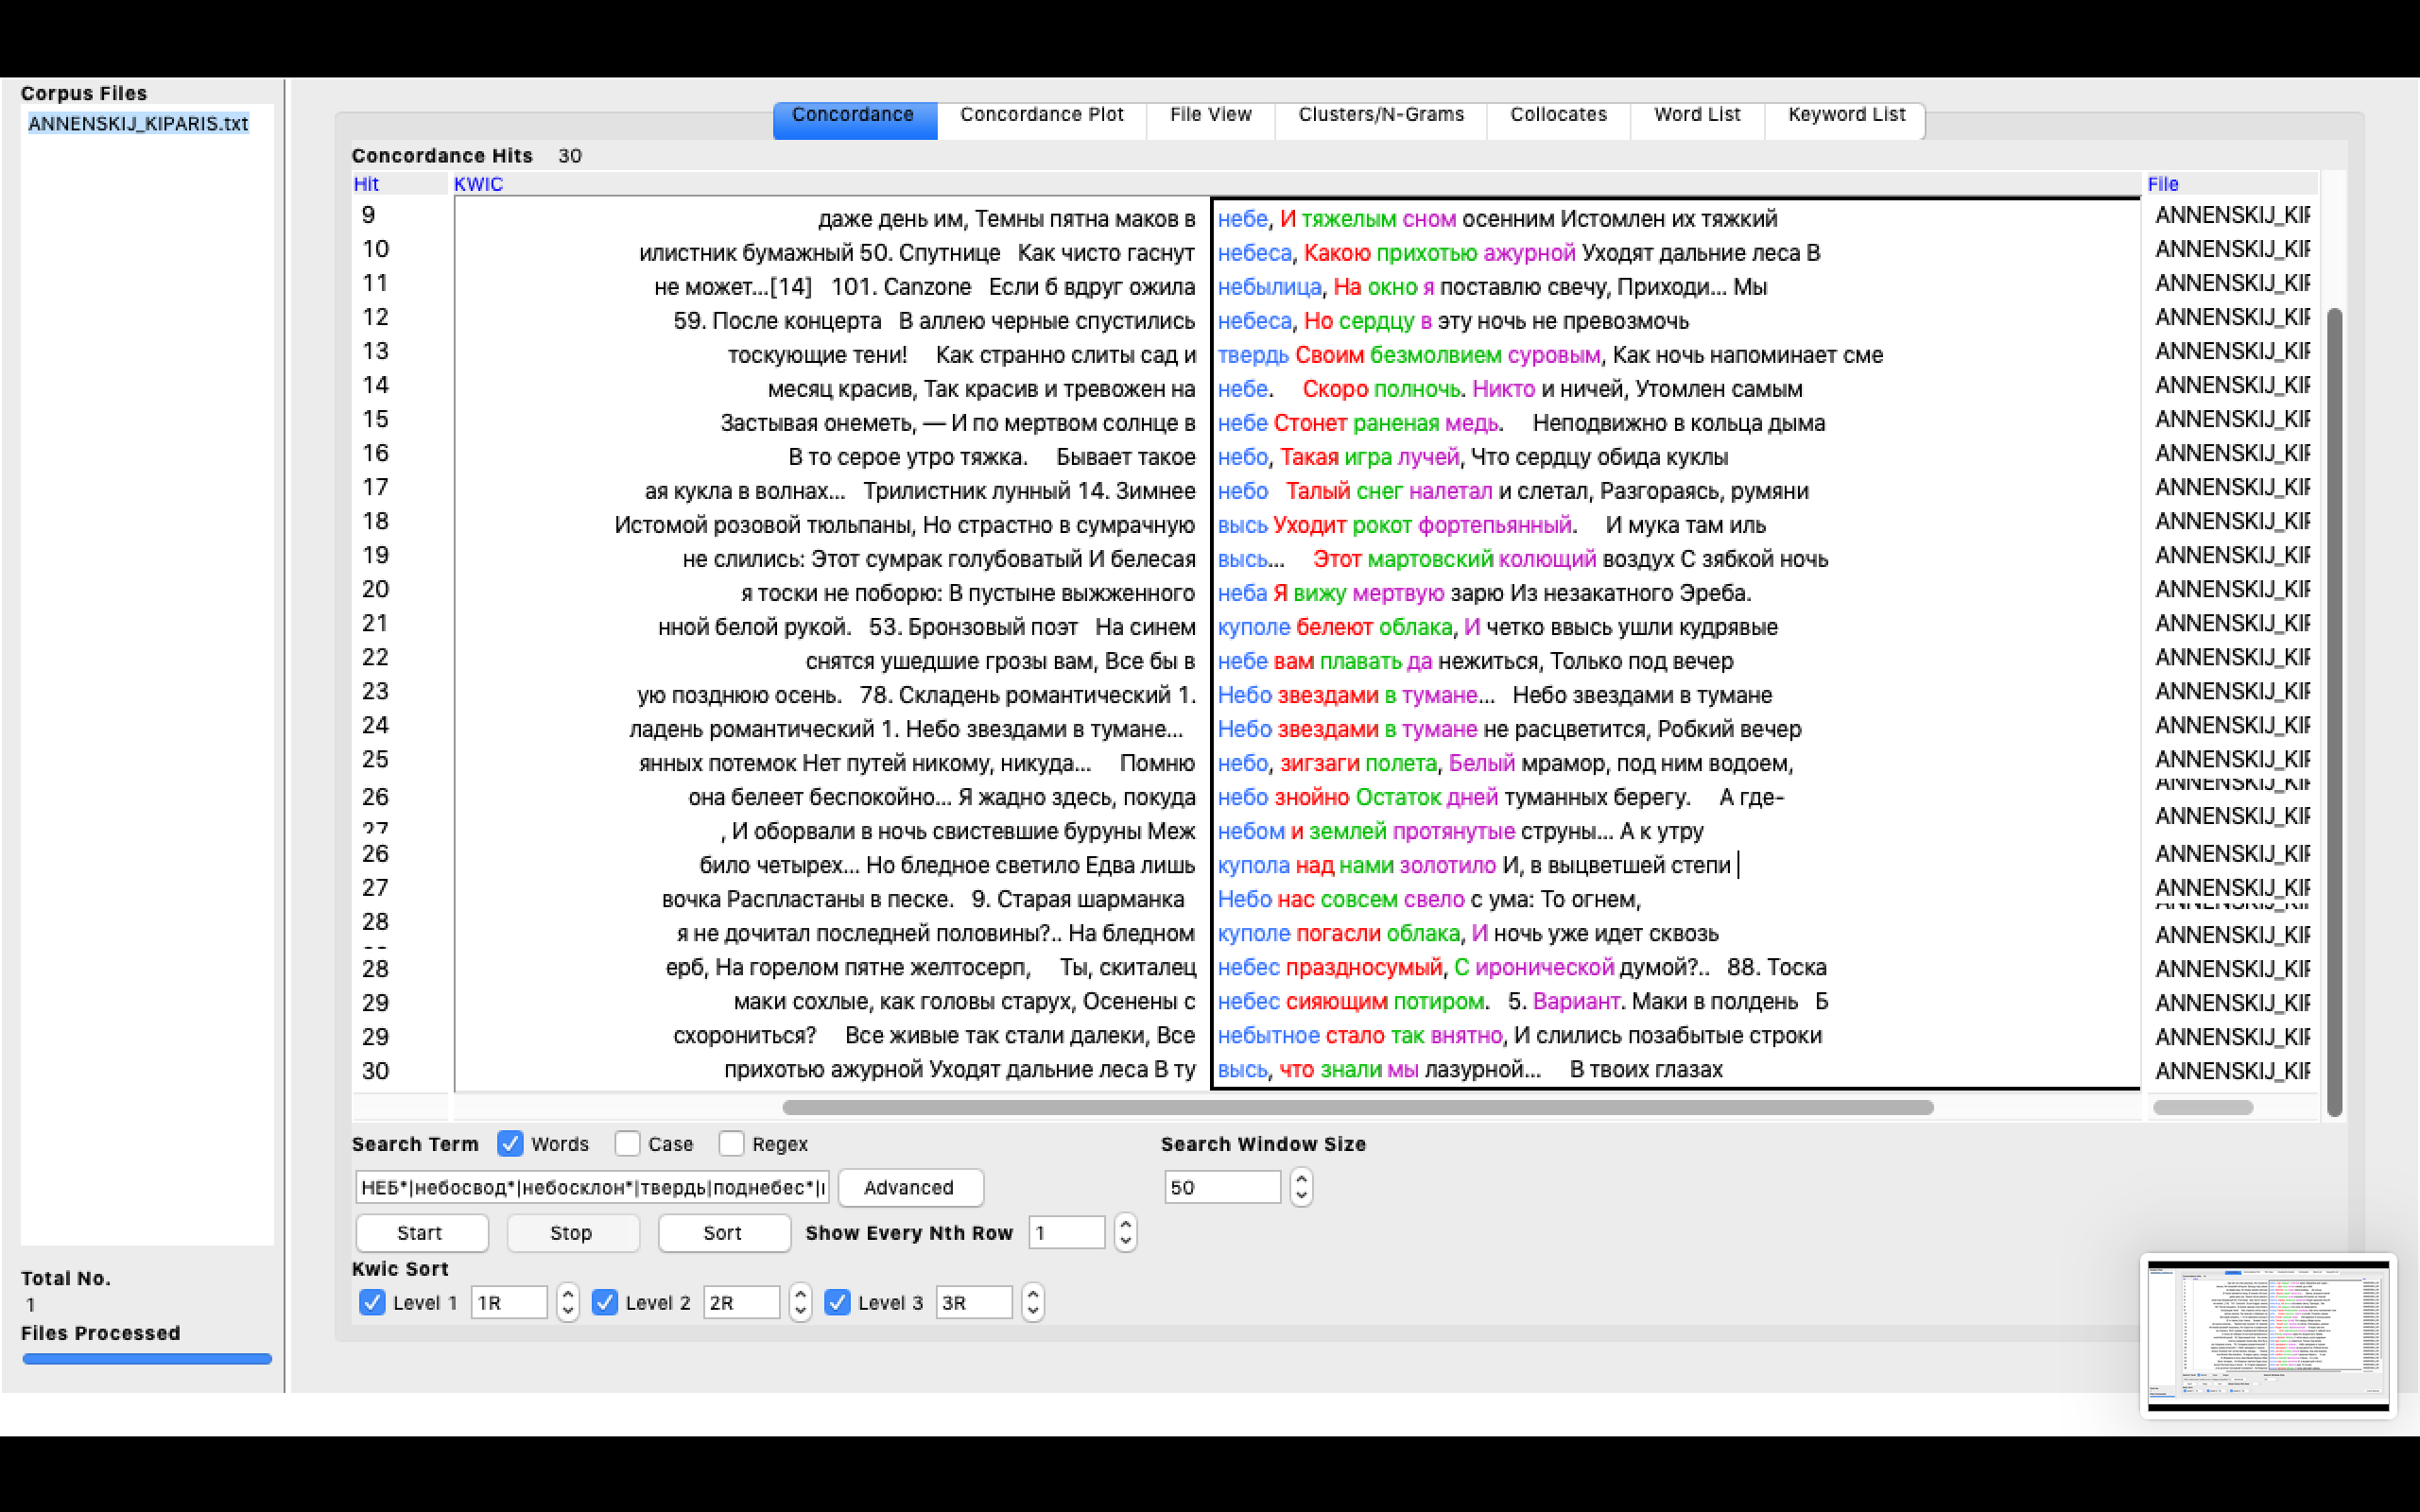 Corpus Files
ANNENSKIJ_KIPARIS.txt
Concordance Concordance Plot File View Clusters/N-Grams Collocates Word List Keyword List
Concordance Hits 30
Hit KWIC File
9 даже день им, Темны пятна маков в небе, И тяжелым сном осенним Истомлен их тяжкий ANNENSKIJ_KIF
10 илистник бумажный 50. Спутнице Как чисто гаснут небеса, Какою прихотью ажурной Уходят дальние леса В ANNENSKIJ_KIF
11 не может...[14] 101. Canzone Если б вдруг ожила небылица, На окно я поставлю свечу, Приходи... Мы ANNENSKIJ_KIF
12 59. После концерта В аллею черные спустились небеса, Но сердцу в эту ночь не превозмочь ANNENSKIJ_KIF
13 тоскующие тени! Как странно слиты сад и твердь Своим безмолвием суровым, Как ночь напоминает сме ANNENSKIJ_KIF
14 месяц красив, Так красив и тревожен на небе. Скоро полночь. Никто и ничей, Утомлен самым ANNENSKIJ_KIF
15 Застывая онеметь, — И по мертвом солнце в небе Стонет раненая медь. Неподвижно в кольца дыма ANNENSKIJ_KIF
16 В то серое утро тяжка. Бывает такое небо, Такая игра лучей, Что сердцу обида куклы ANNENSKIJ_KIF
17 ая кукла в волнах... Трилистник лунный 14. Зимнее небо Талый снег налетал и слетал, Разгораясь, румяни ANNENSKIJ_KIF
18 Истомой розовой тюльпаны, Но страстно в сумрачную высь Уходит рокот фортепьянный. И мука там иль ANNENSKIJ_KIF
19 не слились: Этот сумрак голубоватый И белесая высь... Этот мартовский колющий воздух С зябкой ночь ANNENSKIJ_KIF
20 я тоски не поборю: В пустыне выжженного неба Я вижу мертвую зарю Из незакатного Эреба. ANNENSKIJ_KIF
21 нной белой рукой. 53. Бронзовый поэт На синем куполе белеют облака, И четко ввысь ушли кудрявые ANNENSKIJ_KIF
22 снятся ушедшие грозы вам, Все бы в небе вам плавать да нежиться, Только под вечер ANNENSKIJ_KIF
23 ую позднюю осень. 78. Складень романтический 1. Небо звездами в тумане... Небо звездами в тумане ANNENSKIJ_KIF
24 ладень романтический 1. Небо звездами в тумане... Небо звездами в тумане не расцветится, Робкий вечер ANNENSKIJ_KIF
25 янных потемок Нет путей никому, никуда... Помню небо, зигзаги полета, Белый мрамор, под ним водоем, ANNENSKIJ_KIF
26 она белеет беспокойно... Я жадно здесь, покуда небо знойно Остаток дней туманных берегу. А где- ANNENSKIJ_KIF
27 , И оборвали в ночь свистевшие буруны Меж небом и землей протянутые струны... А к утру ANNENSKIJ_KIF
26 било четырех... Но бледное светило Едва лишь купола над нами золотило И, в выцветшей степи ANNENSKIJ_KIF
27 вочка Распластаны в песке. 9. Старая шарманка Небо нас совсем свело с ума: То огнем, ANNENSKIJ_KIF
28 я не дочитал последней половины?.. На бледном куполе погасли облака, И ночь уже идет сквозь ANNENSKIJ_KIF
28 ерб, На горелом пятне желтосерп, Ты, скиталец небес праздносумый, С иронической думой?.. 88. Тоска ANNENSKIJ_KIF
29 маки сохлые, как головы старух, Осенены с небес сияющим потиром. 5. Вариант. Маки в полдень Б ANNENSKIJ_KIF
29 схорониться? Все живые так стали далеки, Все небытное стало так внятно, И слились позабытые строки ANNENSKIJ_KIF
30 прихотью ажурной Уходят дальние леса В ту высь, что знали мы лазурной... В твоих глазах ANNENSKIJ_KIF
Search Term Words Case Regex Search Window Size
НЕБ*|небосвод*|небосклон*|твердь|поднебес*| Advanced 50
Start Stop Sort Show Every Nth Row 1
Kwic Sort
Level 1 1R Level 2 2R Level 3 3R
Total No.
1
Files Processed